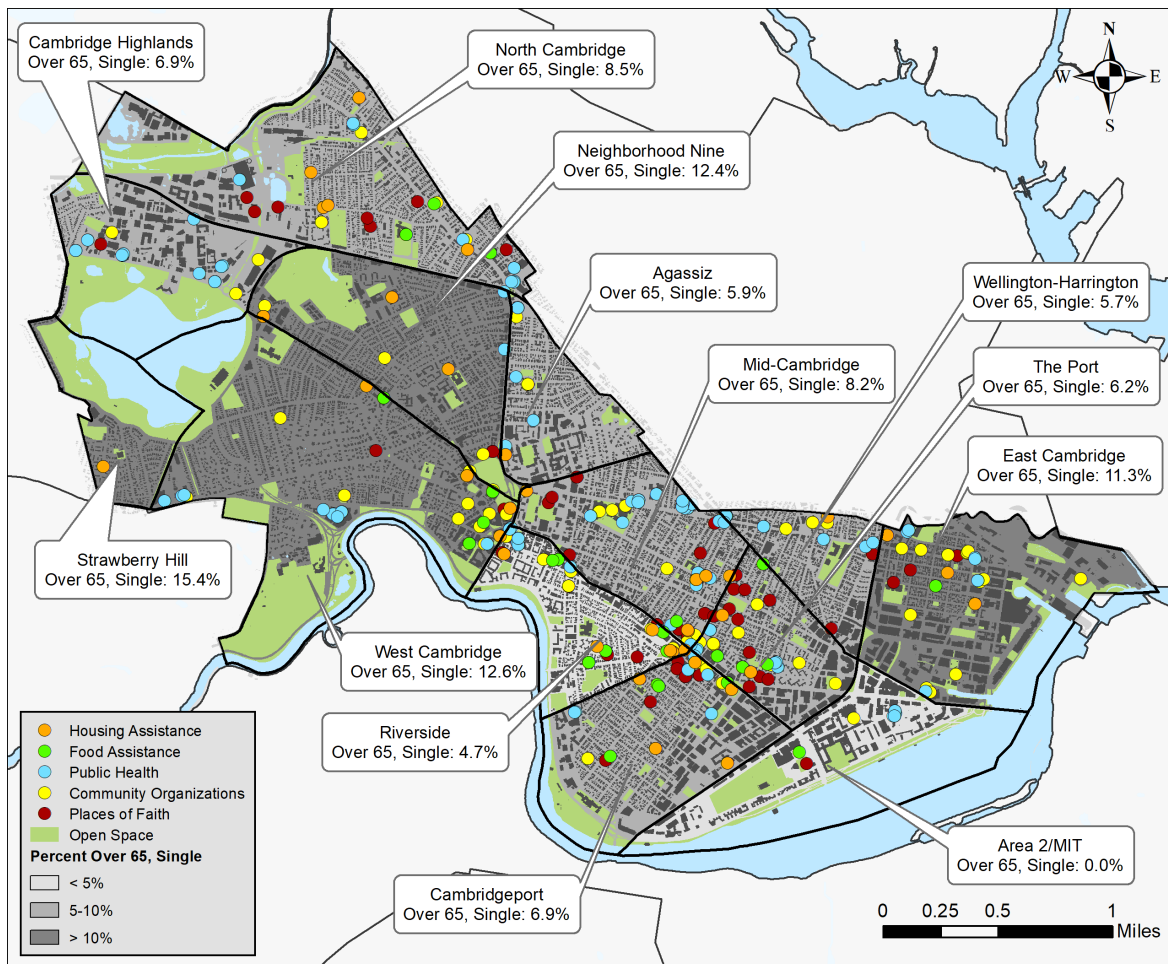 Cambridge Highlands
Over 65, Single: 6.9%
North Cambridge
Over 65, Single: 8.5%
N
W
E
S
Neighborhood Nine
Over 65, Single: 12.4%
Agassiz
Over 65, Single: 5.9%
Wellington-Harrington
Over 65, Single: 5.7%
Mid-Cambridge
Over 65, Single: 8.2%
The Port
Over 65, Single: 6.2%
East Cambridge
Over 65, Single: 11.3%
Strawberry Hill
Over 65, Single: 15.4%
West Cambridge
Over 65, Single: 12.6%
Riverside
Over 65, Single: 4.7%
Area 2/MIT
Over 65, Single: 0.0%
Cambridgeport
Over 65, Single: 6.9%
Housing Assistance
Food Assistance
Public Health
Community Organizations
Places of Faith
Open Space
Percent Over 65, Single
< 5%
5-10%
> 10%
0 0.25 0.5 1
Miles